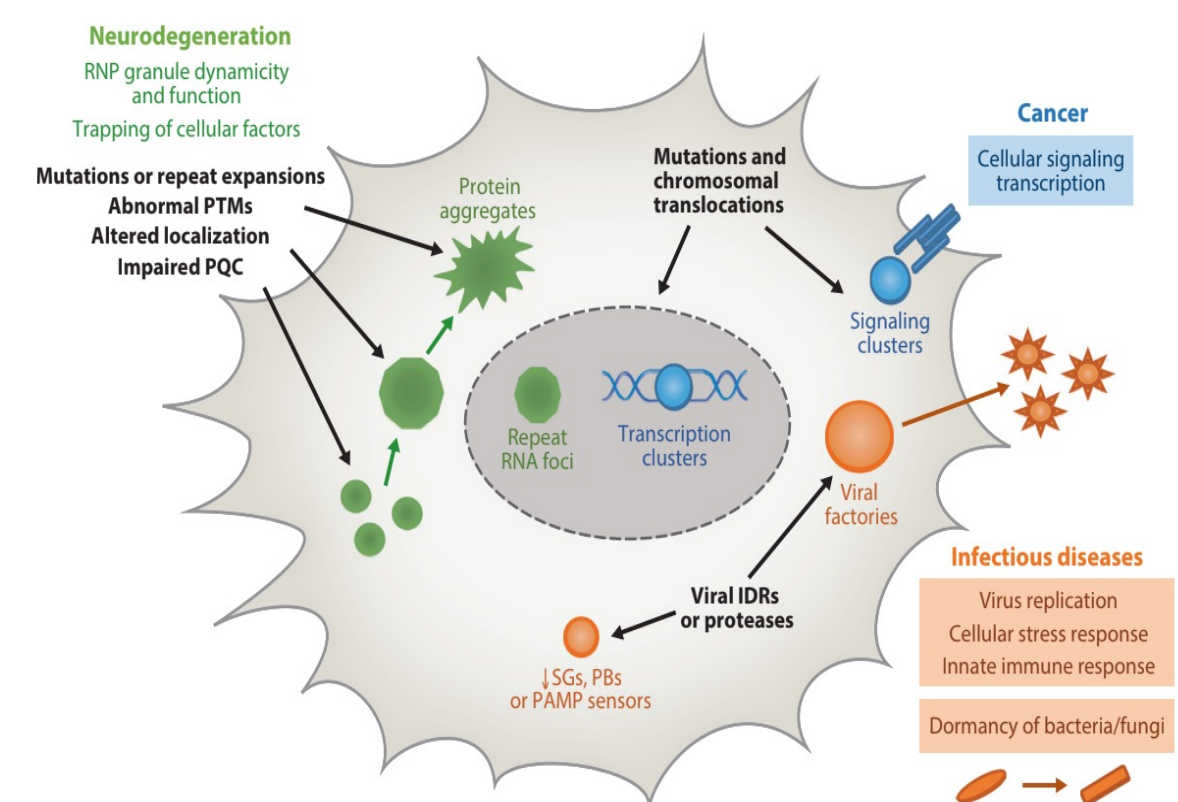 Neurodegeneration
RNP granule dynamicity
and function
Trapping of cellular factors
Mutations or repeat expansions
Abnormal PTMs
Altered localization
Impaired PQC
Protein
aggregates
Mutations and
chromosomal
translocations
Cancer
Cellular signaling
transcription
Signaling
clusters
Repeat
RNA foci
Transcription
clusters
Viral
factories
Viral IDRs
or proteases
↓SGs, PBs
or PAMP sensors
Infectious diseases
Virus replication
Cellular stress response
Innate immune response
Dormancy of bacteria/fungi